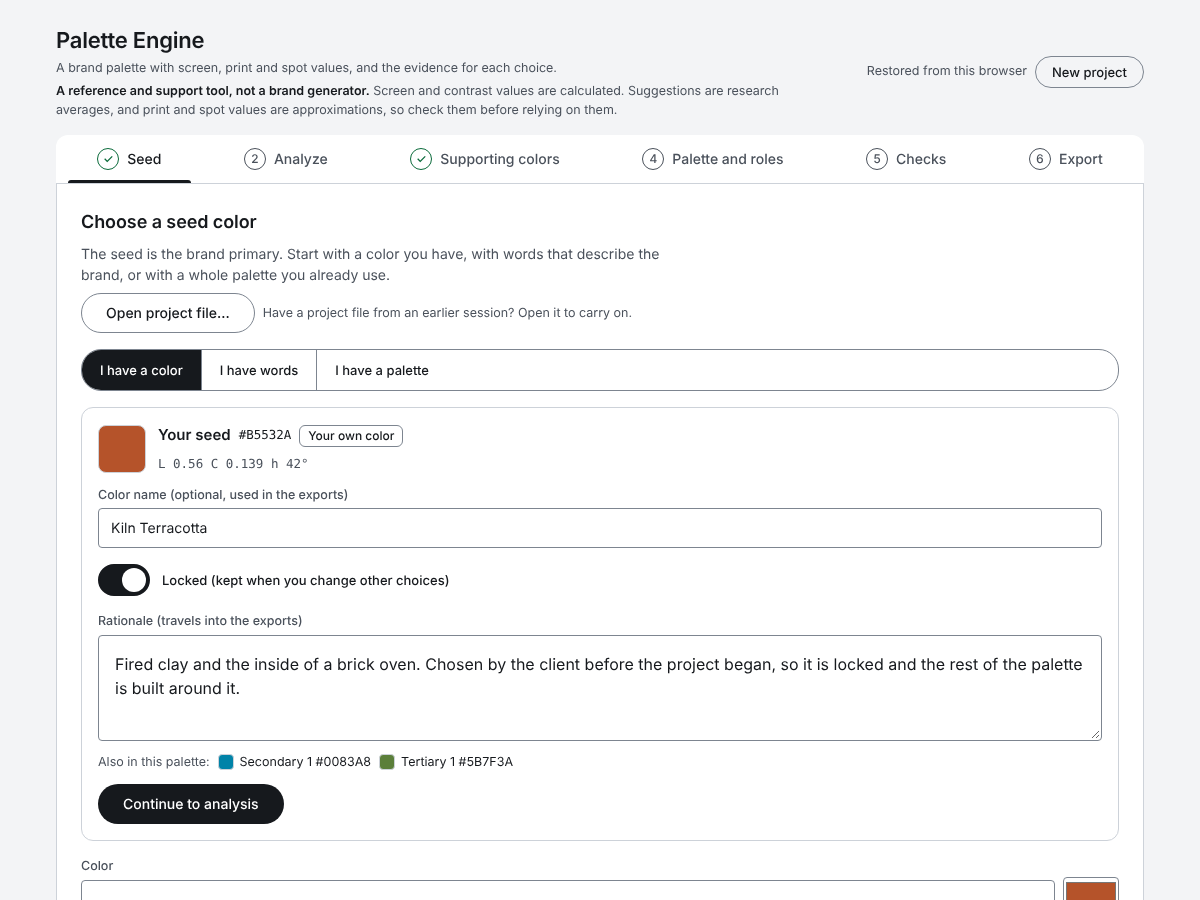 Palette Engine
A brand palette with screen, print and spot values, and the evidence for each choice.
A reference and support tool, not a brand generator. Screen and contrast values are calculated. Suggestions are research
averages, and print and spot values are approximations, so check them before relying on them.
Restored from this browser
New project
Seed
2 Analyze
Supporting colors
4 Palette and roles
5 Checks
6 Export
Choose a seed color
The seed is the brand primary. Start with a color you have, with words that describe the
brand, or with a whole palette you already use.
Open project file…
Have a project file from an earlier session? Open it to carry on.
I have a color
I have words
I have a palette
Your seed #B5532A Your own color
L 0.56 C 0.139 h 42°
Color name (optional, used in the exports)
Kiln Terracotta
Locked (kept when you change other choices)
Rationale (travels into the exports)
Fired clay and the inside of a brick oven. Chosen by the client before the project began, so it is locked and the rest of the palette
is built around it.
Also in this palette: Secondary 1 #0083A8 Tertiary 1 #5B7F3A
Continue to analysis
Color